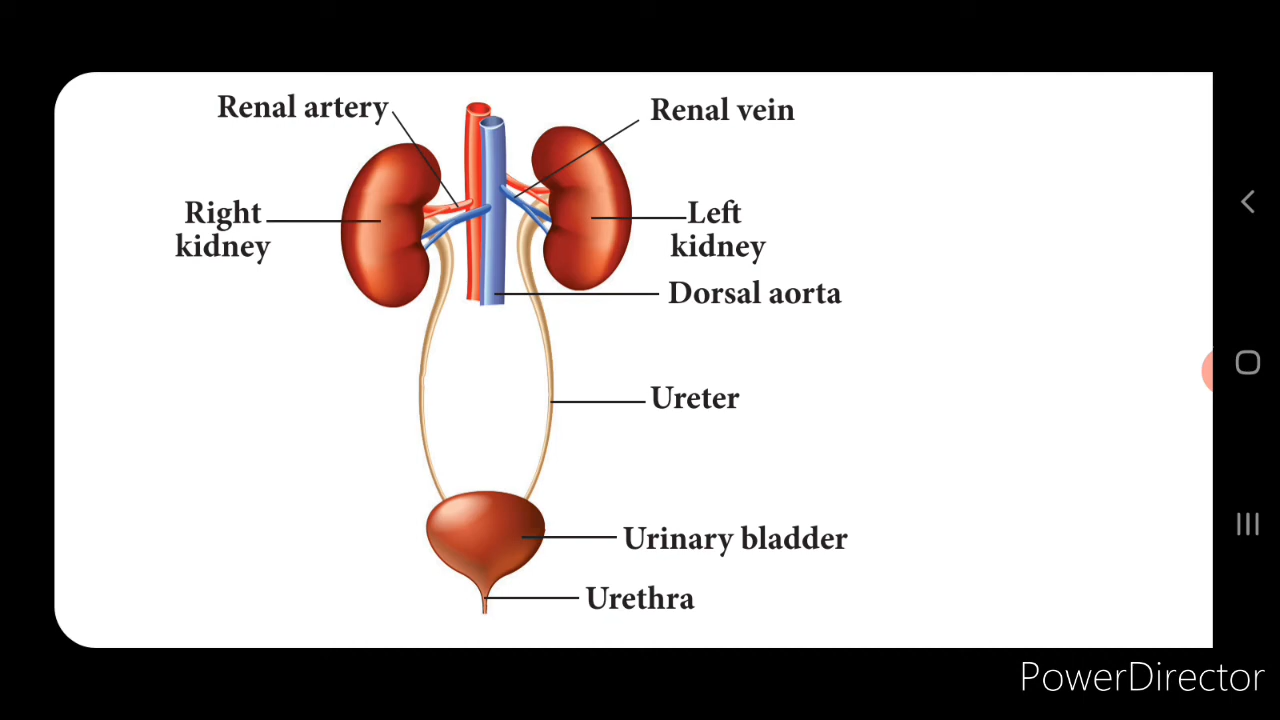 Renal artery
Renal vein
Right
kidney
Left
kidney
Dorsal aorta
Ureter
Urinary bladder
Urethra
PowerDirector